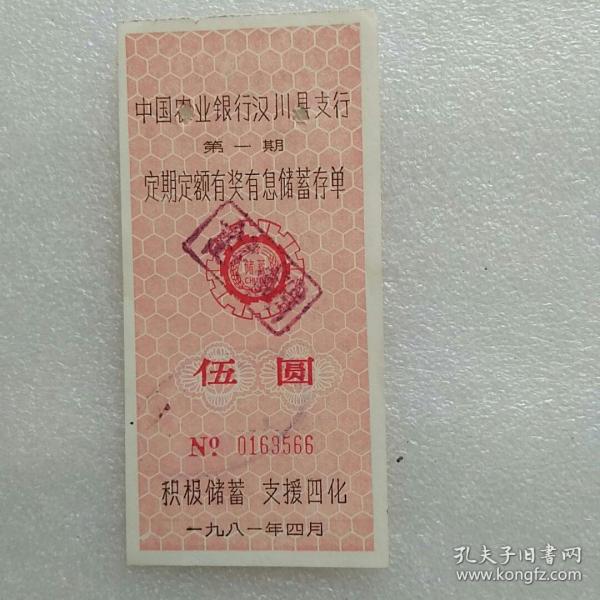 中国农业银行汉川县支行
第一期
定期定额有奖有息储蓄存单
储蓄
伍圆
Nº 0169566
积极储蓄 支援四化
一九八一年四月
孔夫子旧书网
www.kongfz.com